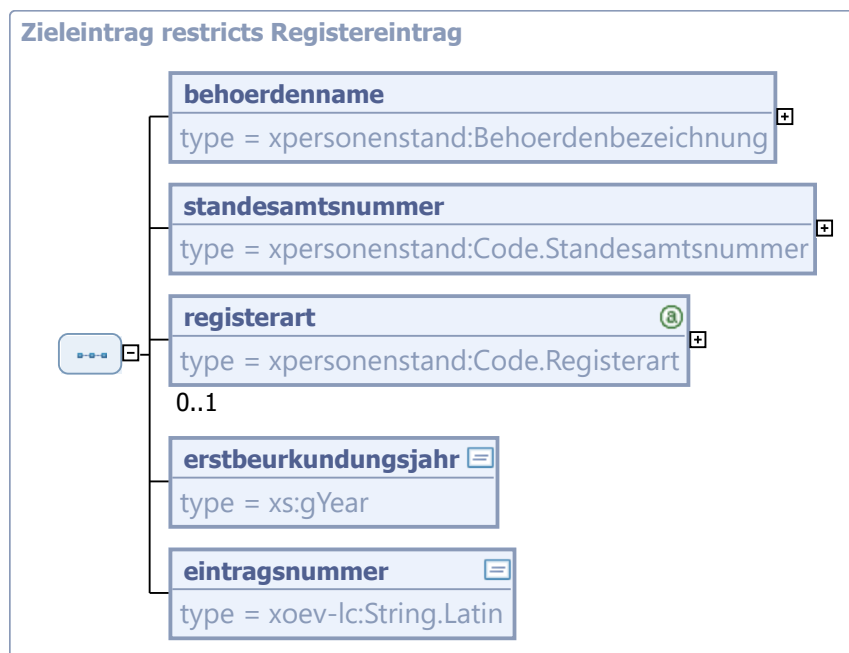 Zieleintrag restricts Registereintrag
behoerdenname
type = xpersonenstand:Behoerdenbezeichnung
standesamtsnummer
type = xpersonenstand:Code.Standesamtsnummer
registerart
type = xpersonenstand:Code.Registerart
0..1
erstbeurkundungsjahr
type = xs:gYear
eintragsnummer
type = xoev-lc:String.Latin